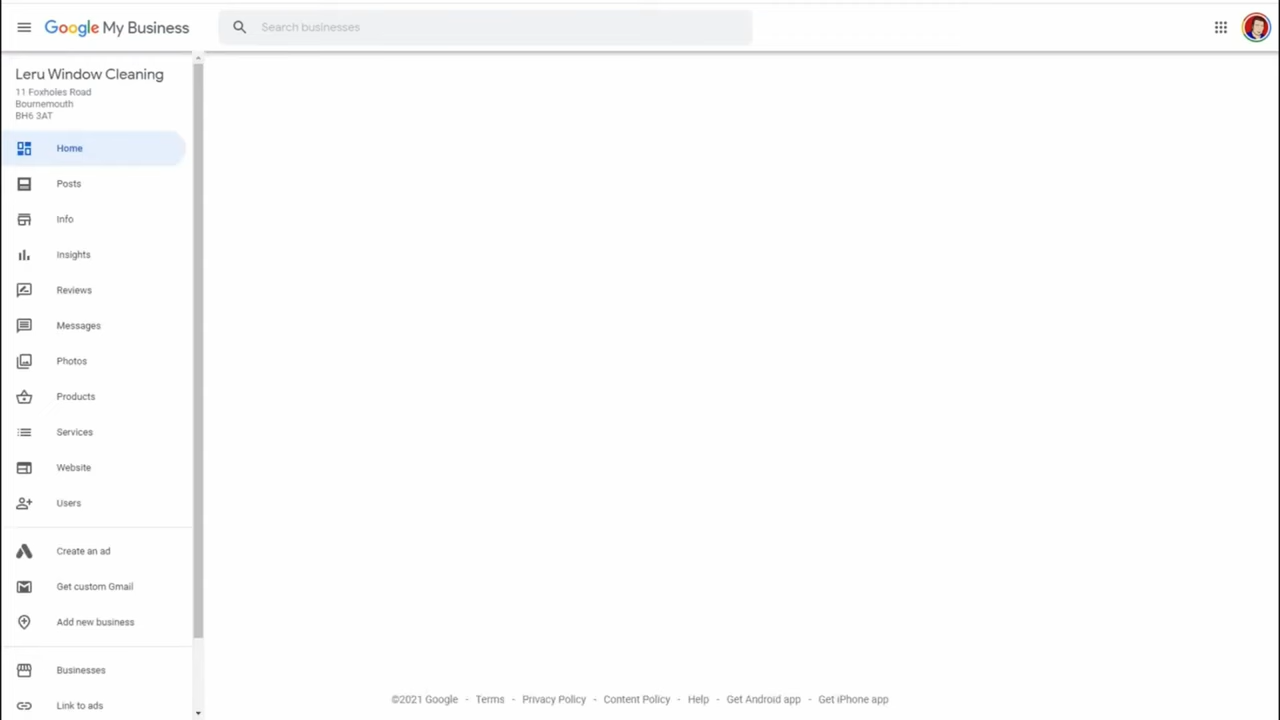 Google My Business
Search businesses
Leru Window Cleaning
11 Foxholes Road
Bournemouth
BH6 3AT
Home
Posts
Info
Insights
Reviews
Messages
Photos
Products
Services
Website
Users
Create an ad
Get custom Gmail
Add new business
Businesses
Link to ads
©2021 Google - Terms - Privacy Policy - Content Policy - Help - Get Android app - Get iPhone app